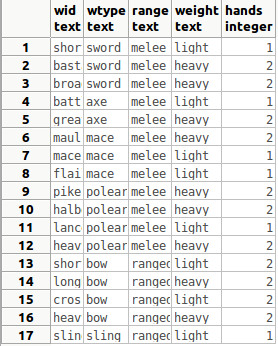 wid wtype range weight hands
text text text text integer
1 shor sword melee light 1
2 bast sword melee heavy 2
3 broa sword melee heavy 2
4 batt axe melee light 1
5 grea axe melee heavy 2
6 maul mace melee heavy 2
7 mace mace melee light 1
8 flai mace melee light 1
9 pike polear melee heavy 2
10 halb polear melee heavy 2
11 lanc polear melee light 1
12 heav polear melee heavy 2
13 shor bow ranged light 2
14 long bow ranged heavy 2
15 cros bow ranged light 2
16 heav bow ranged heavy 2
17 slin sling ranged light 1